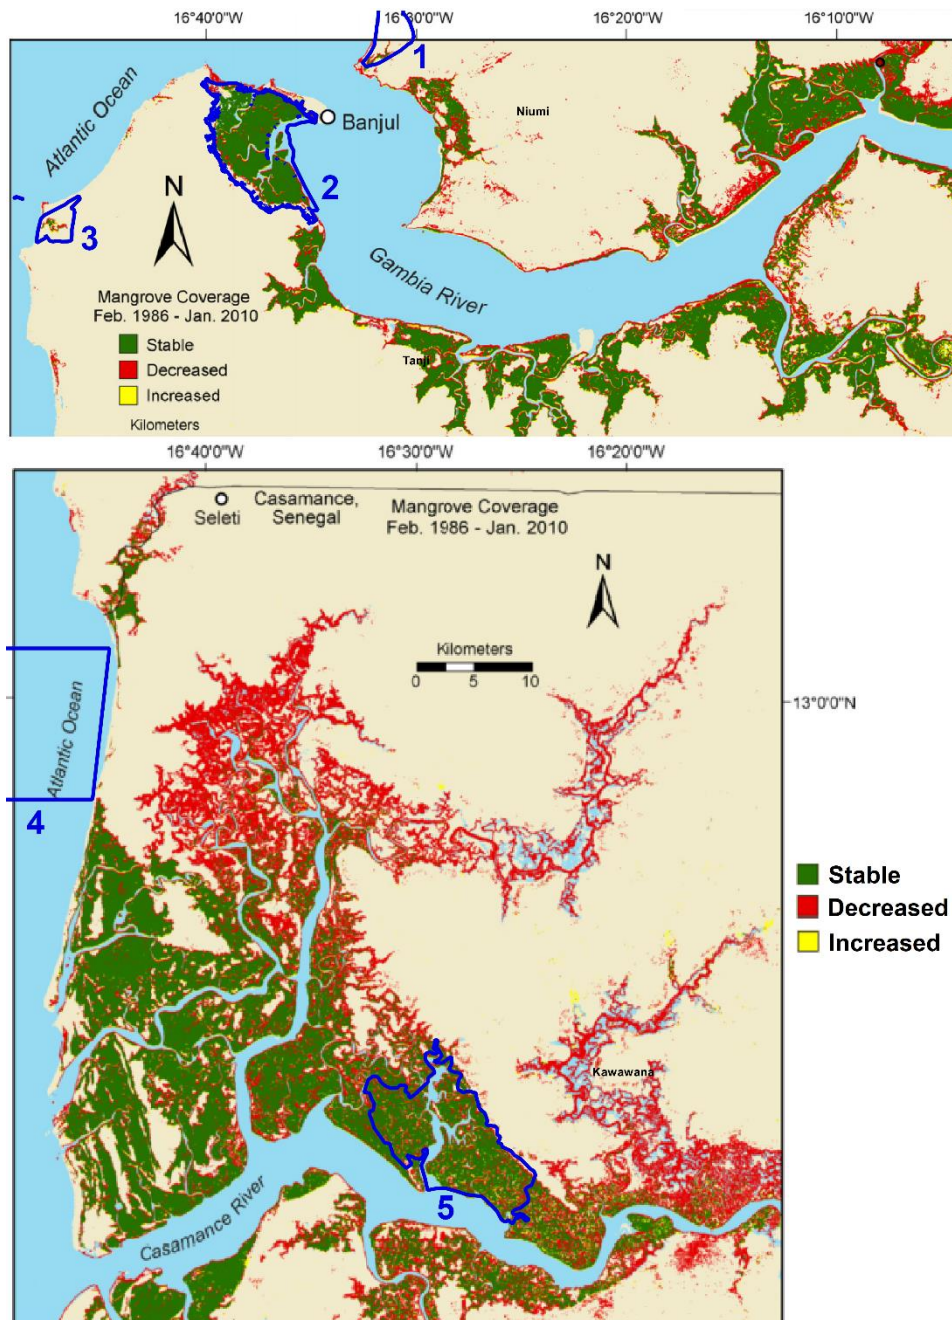 16°40'0"W 16°30'0"W 16°20'0"W 16°10'0"W
1
Atlantic Ocean
Niumi
Banjul
2
N
3
Gambia River
Mangrove Coverage
Feb. 1986 - Jan. 2010
Stable
Decreased
Increased
Kilometers
Tanji
16°40'0"W 16°30'0"W 16°20'0"W
Seleti
Casamance,
Senegal
Mangrove Coverage
Feb. 1986 - Jan. 2010
N
Kilometers
0 5 10
13°0'0"N
Atlantic Ocean
4
Stable
Decreased
Increased
Kawawana
5
Casamance River